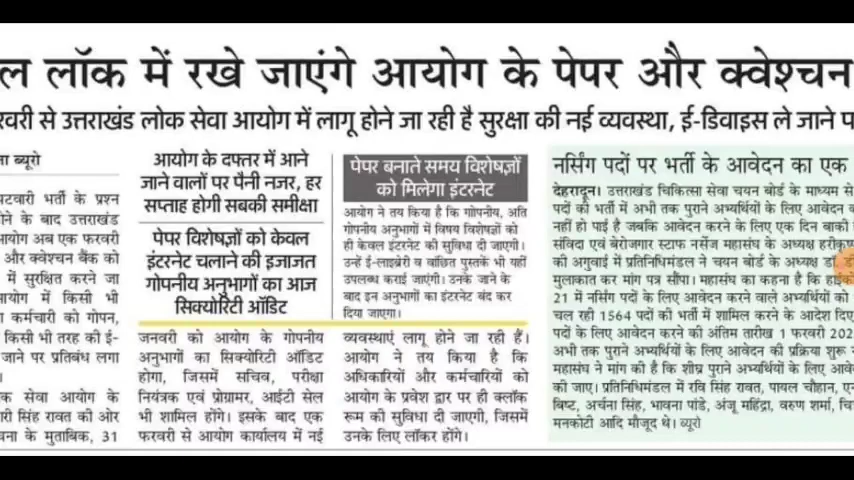 ल लॉक में रखे जाएंगे आयोग के पेपर और क्वेश्चन
से उत्तराखंड लोक सेवा आयोग में लागू होने जा रही है सुरक्षा की नई व्यवस्था, ई-डिवाइस ले जाने
ब्यूरो
पटवारी भर्ती के प्रश्न
होने के बाद उत्तराखंड
आयोग अब एक फरवरी
और क्वेश्चन बैंक को
में सुरक्षित करने जा
आयोग में किसी भी
कर्मचारी को गोपन,
किसी भी तरह की ई-
जाने पर प्रतिबंध लगा
सेवा आयोग के
सिंह रावत की ओर
के मुताबिक, 31
आयोग के दफ्तर में आने
जाने वालों पर पैनी नजर, हर
सप्ताह होगी सबकी समीक्षा
पेपर विशेषज्ञों को केवल
इंटरनेट चलाने की इजाजत
गोपनीय अनुभागों का आज
सिक्योरिटी ऑडिट
जनवरी को आयोग के गोपनीय
अनुभागों का सिक्योरिटी ऑडिट
होगा, जिसमें सचिव, परीक्षा
नियंत्रक एवं प्रोग्रामर, आईटी सेल
भी शामिल होंगे। इसके बाद एक
फरवरी से आयोग कार्यालय में नई
पेपर बनाते समय विशेषज्ञों
को मिलेगा इंटरनेट
आयोग ने तय किया है कि गोपनीय, अति
गोपनीय अनुभागों में विषय विशेषज्ञों को
ही केवल इंटरनेट की सुविधा दी जाएगी।
उन्हें ई-लाइब्रेरी व वांछित पुस्तकें भी यहीं
उपलब्ध कराई जाएंगी। उनके जाने के
बाद इन अनुभागों का इंटरनेट बंद कर
दिया जाएगा।
व्यवस्थाएं लागू होने जा रही हैं।
आयोग ने तय किया है कि
अधिकारियों और कर्मचारियों को
आयोग के प्रवेश द्वार पर ही क्लॉक
रूम की सुविधा दी जाएगी, जिसमें
उनके लिए लॉकर होंगे।
नर्सिंग पदों पर भर्ती के आवेदन का एक
देहरादून। उत्तराखंड चिकित्सा सेवा चयन बोर्ड के माध्यम से
पदों की भर्ती में अभी तक पुराने अभ्यर्थियों के लिए आवेदन
नहीं हो पाई है जबकि आवेदन करने के लिए एक दिन बाकी
संविदा एवं बेरोजगार स्टाफ नर्सेज महासंघ के अध्यक्ष हरीकृष्
की अगुवाई में प्रतिनिधिमंडल ने चयन बोर्ड के अध्यक्ष डॉ.
मुलाकात कर मांग पत्र सौंपा। महासंघ का कहना है कि हाईको
21 में नर्सिंग पदों के लिए आवेदन करने वाले अभ्यर्थियों को
चल रही 1564 पदों की भर्ती में शामिल करने के आदेश दिए
पदों के लिए आवेदन करने की अंतिम तारीख 1 फरवरी 202
अभी तक पुराने अभ्यर्थियों के लिए आवेदन की प्रक्रिया शुरू
महासंघ ने मांग की है कि शीघ्र पुराने अभ्यर्थियों के लिए आवे
की जाए। प्रतिनिधिमंडल में रवि सिंह रावत, पायल चौहान,
बिष्ट, अर्चना सिंह, भावना पांडे, अंजू महिंद्रा, वरुण शर्मा,
मनकोटी आदि मौजूद थे। ब्यूरो